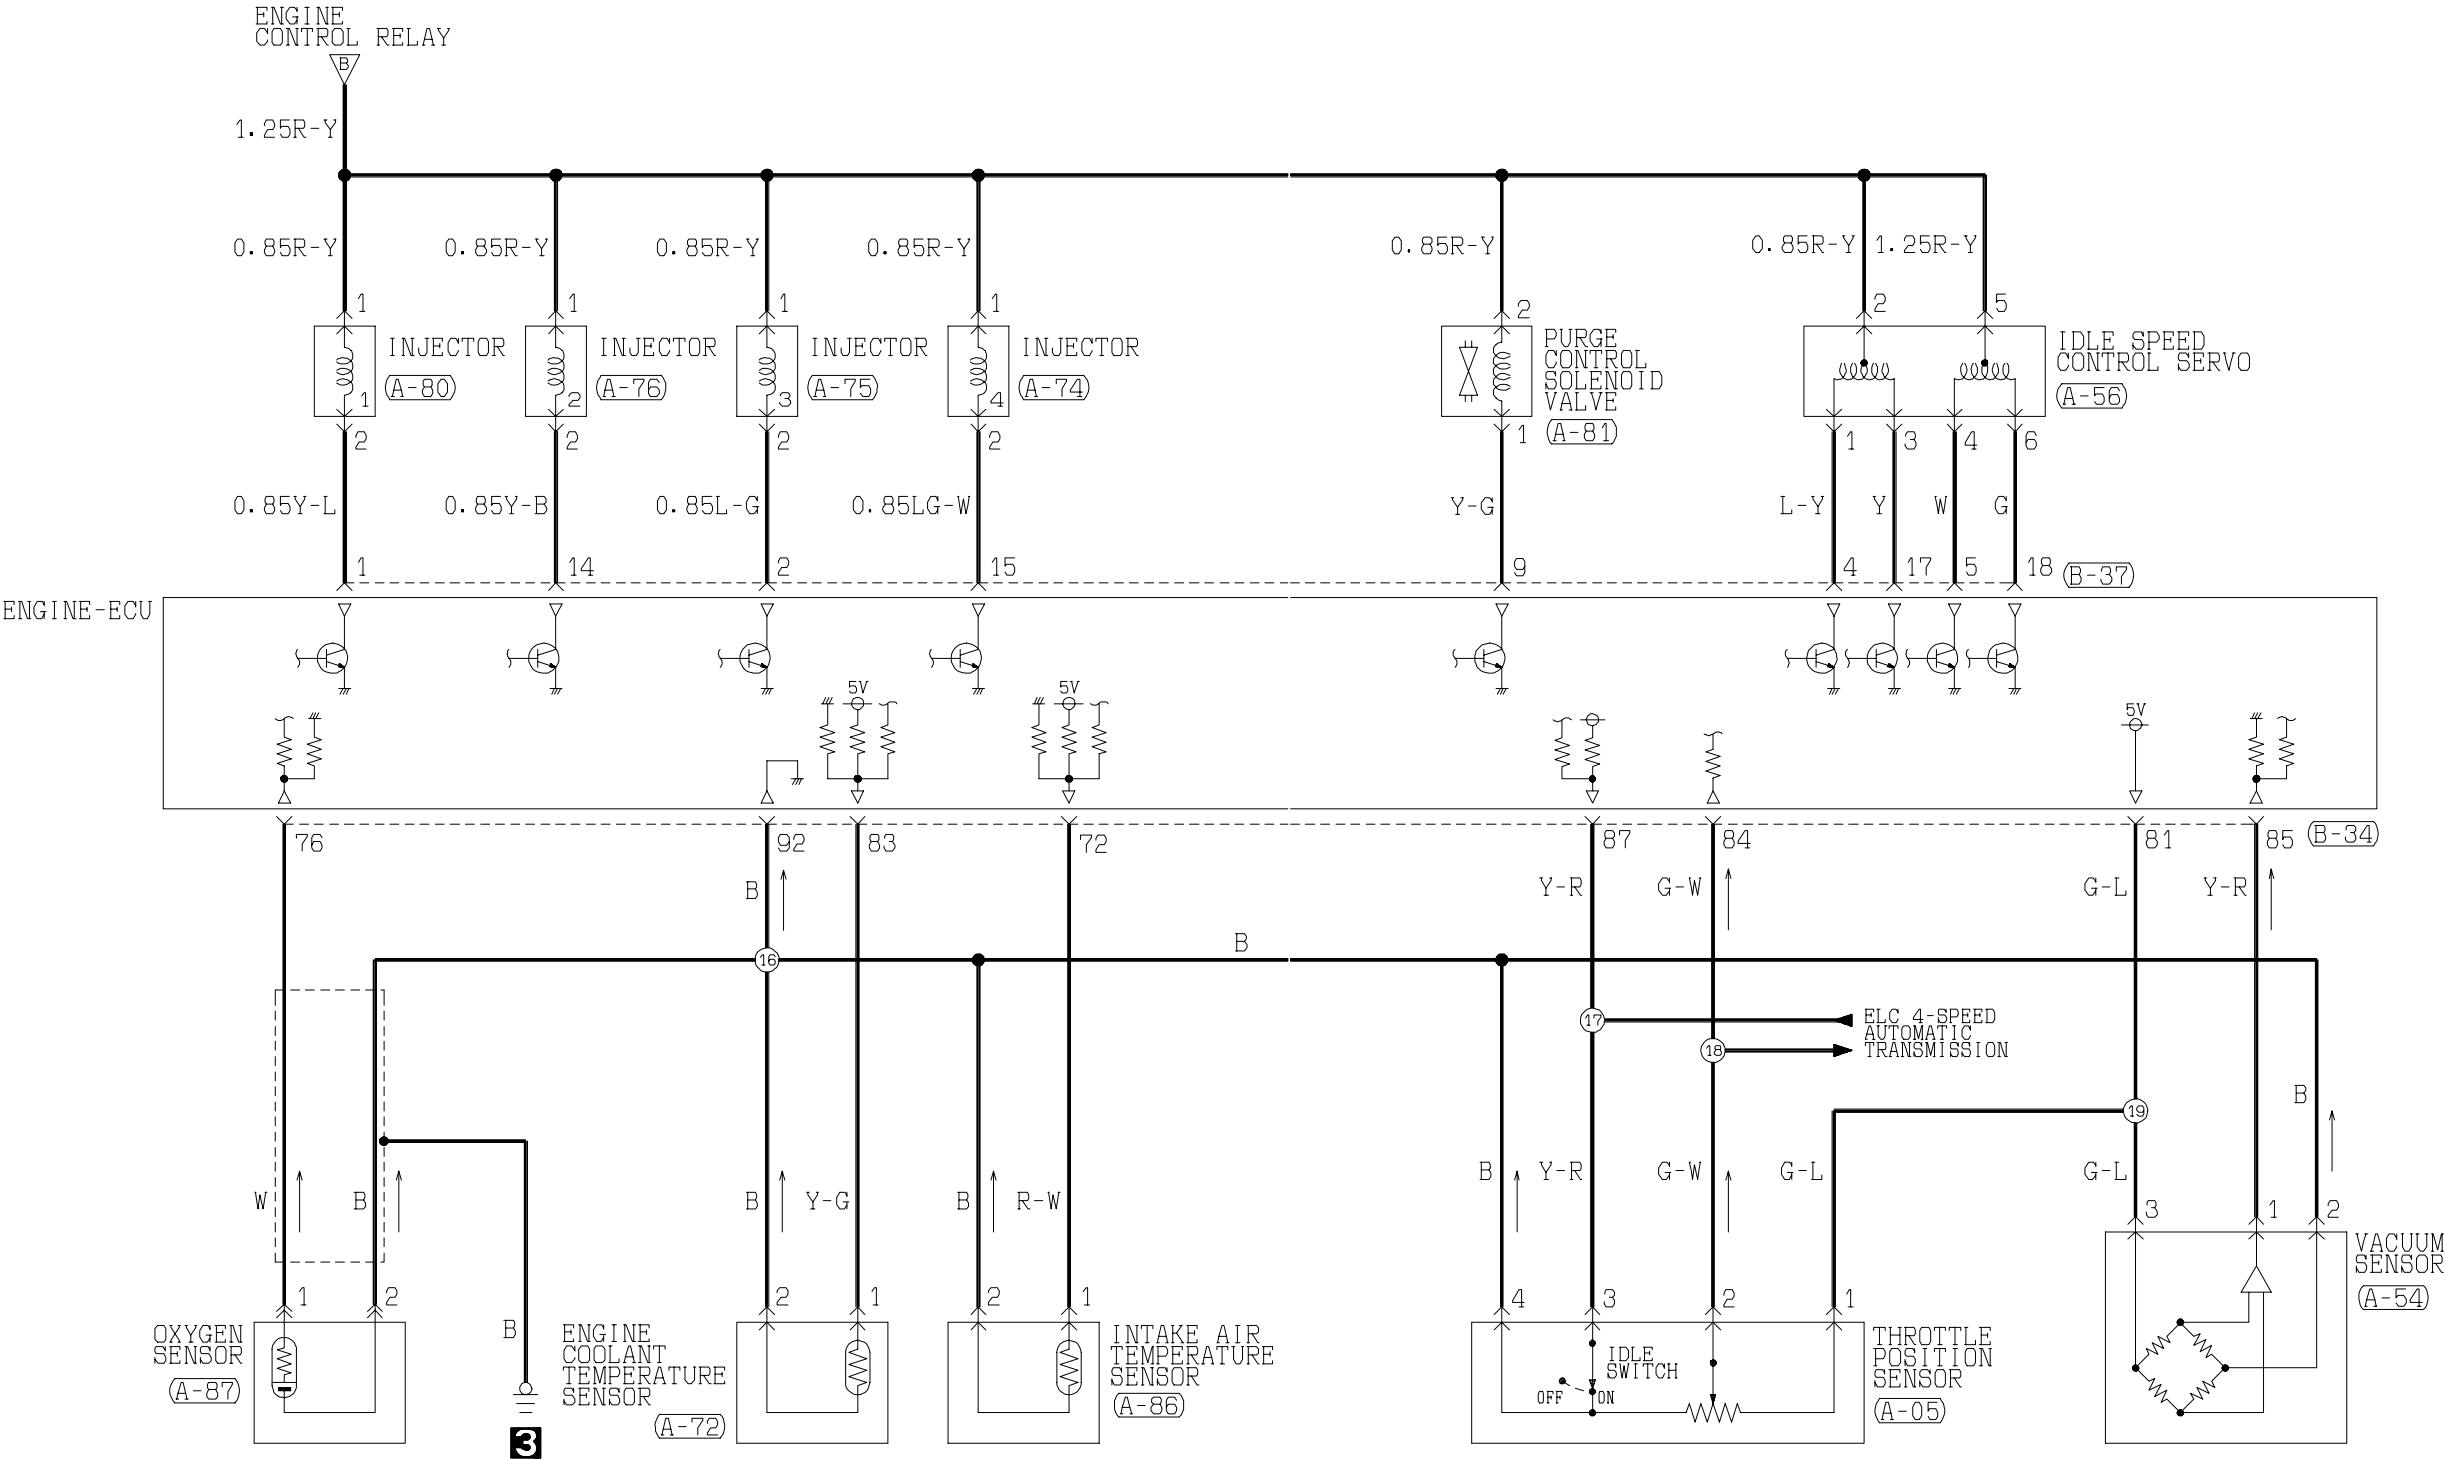 ENGINE
CONTROL RELAY
B
1.25R-Y
0.85R-Y 0.85R-Y 0.85R-Y 0.85R-Y 0.85R-Y 0.85R-Y 1.25R-Y
1 1 1 1 2 2 5
INJECTOR INJECTOR INJECTOR INJECTOR
(A-80) (A-76) (A-75) (A-74)
1 2 3 4
PURGE
CONTROL
SOLENOID
VALVE
(A-81)
IDLE SPEED
CONTROL SERVO
(A-56)
2 2 2 2 1 1 3 4 6
0.85Y-L 0.85Y-B 0.85L-G 0.85LG-W Y-G L-Y Y W G
1 14 2 15 9 4 17 5 18 (B-37)
ENGINE-ECU
5V 5V 5V
76 92 83 72 87 84 81 85 (B-34)
B Y-R G-W G-L Y-R
B
16
17 ELC 4-SPEED
AUTOMATIC
18 TRANSMISSION
19
B
W B B Y-G B R-W B Y-R G-W G-L G-L
3 1 2
1 2 2 1 2 1 4 3 2 1
VACUUM
SENSOR
(A-54)
OXYGEN
SENSOR
(A-87)
B
3
ENGINE
COOLANT
TEMPERATURE
SENSOR
(A-72)
INTAKE AIR
TEMPERATURE
SENSOR
(A-86)
IDLE
SWITCH
OFF ON
THROTTLE
POSITION
SENSOR
(A-05)